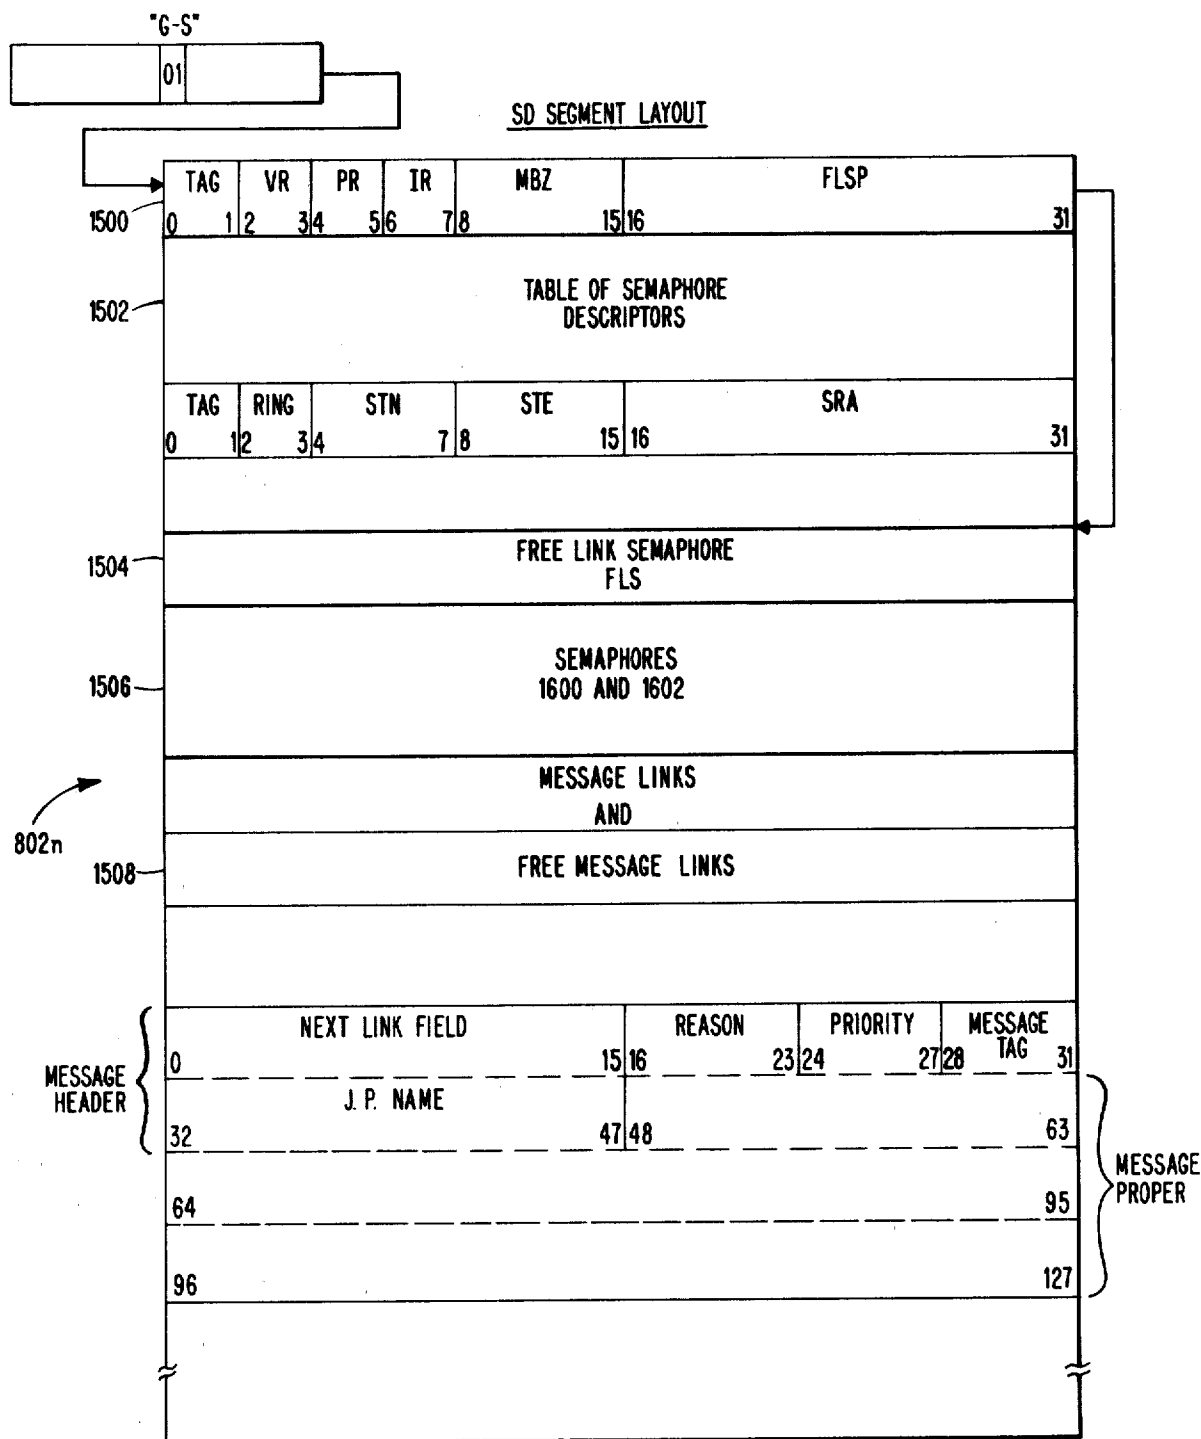 "G-S"
01
SD SEGMENT LAYOUT
TAG VR PR IR MBZ FLSP
1500 0 1 2 3 4 5 6 7 8 15 16 31
1502
TABLE OF SEMAPHORE
DESCRIPTORS
TAG RING STN STE SRA
0 1 2 3 4 7 8 15 16 31
1504
FREE LINK SEMAPHORE
FLS
1506
SEMAPHORES
1600 AND 1602
MESSAGE LINKS
AND
802n
1508 FREE MESSAGE LINKS
NEXT LINK FIELD REASON PRIORITY MESSAGE
TAG
0 15 16 23 24 27 28 31
MESSAGE
HEADER
J. P. NAME
32 47 48 63
MESSAGE
PROPER
64 95
96 127